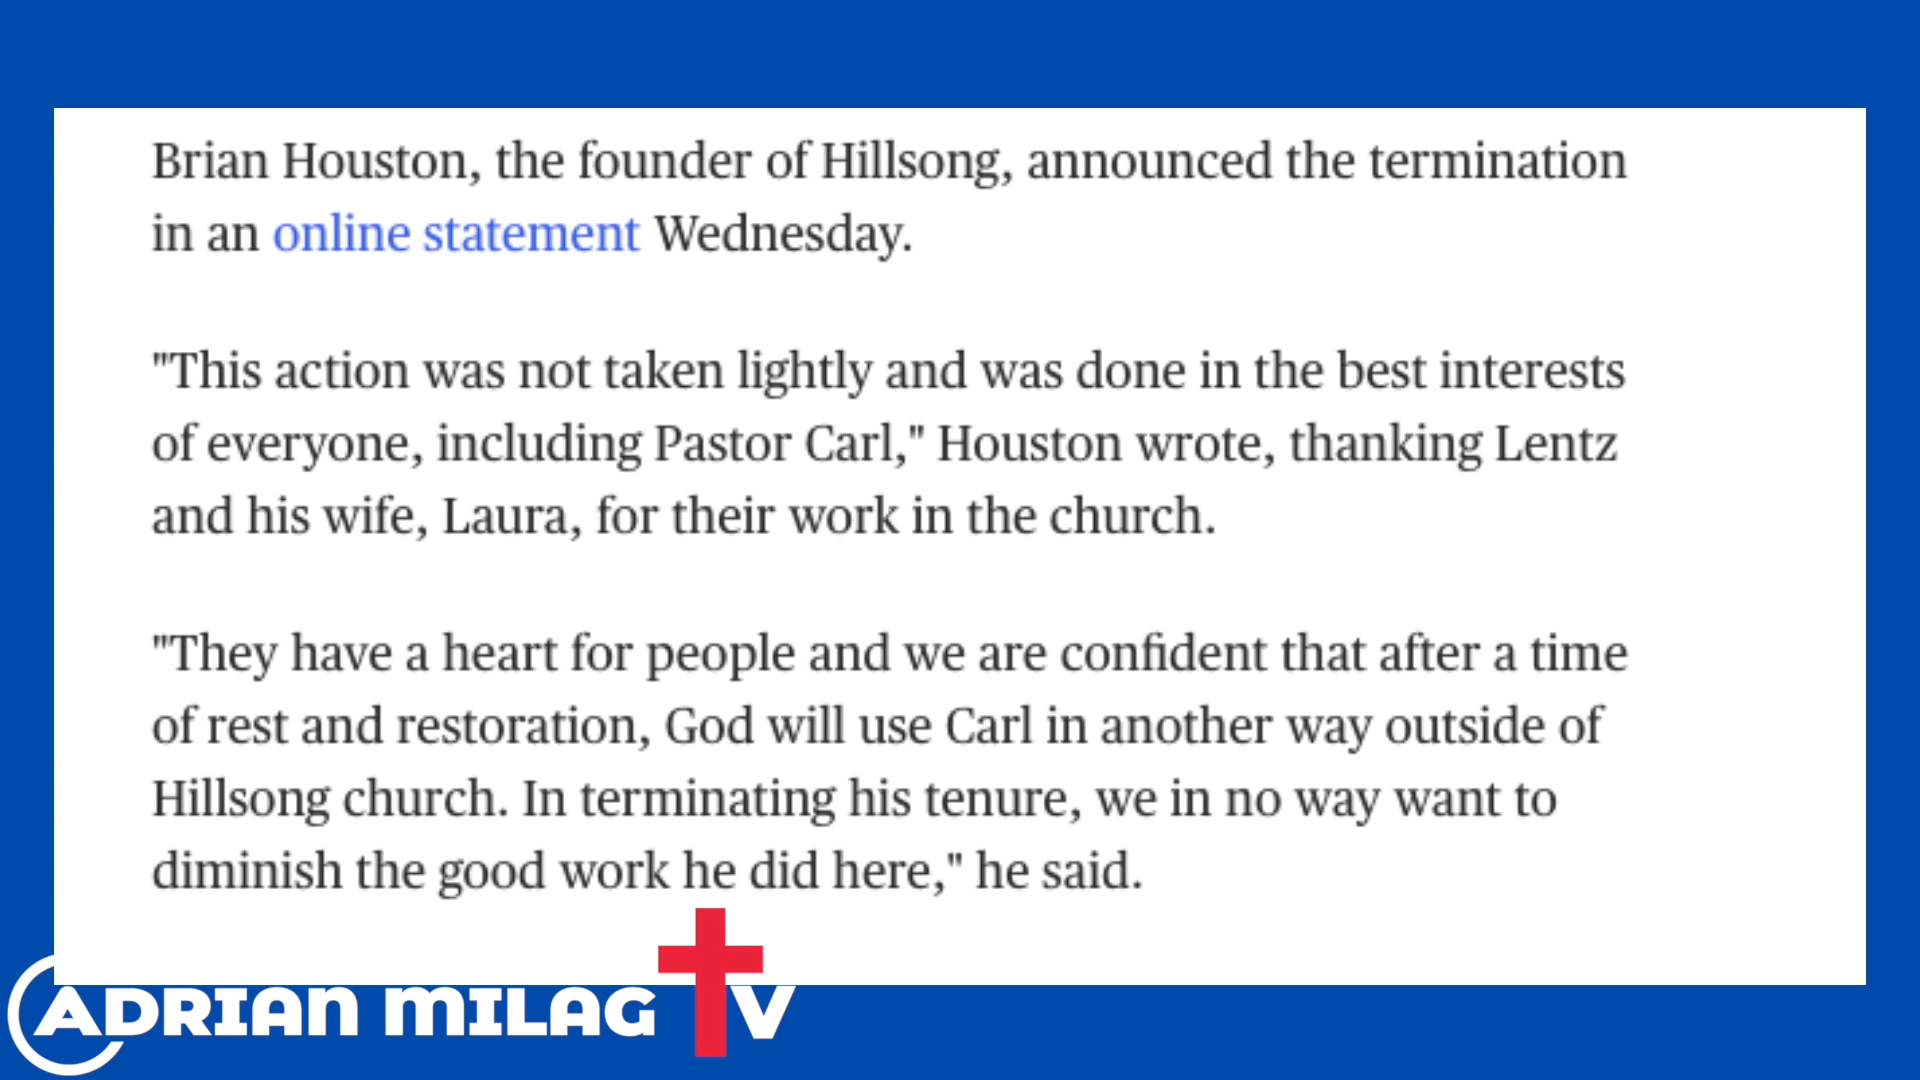 Brian Houston, the founder of Hillsong, announced the termination
in an online statement Wednesday.
"This action was not taken lightly and was done in the best interests
of everyone, including Pastor Carl," Houston wrote, thanking Lentz
and his wife, Laura, for their work in the church.
"They have a heart for people and we are confident that after a time
of rest and restoration, God will use Carl in another way outside of
Hillsong church. In terminating his tenure, we in no way want to
diminish the good work he did here," he said.
ADRIAN MILAG TV